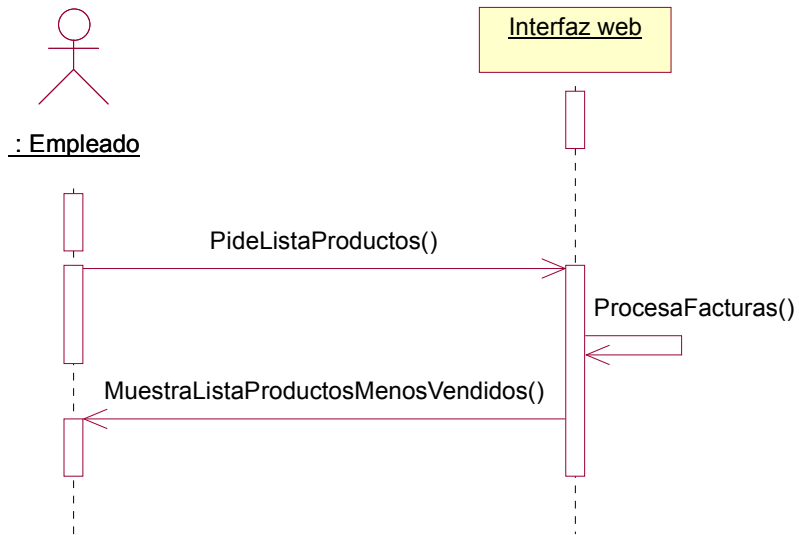 Interfaz web
: Empleado
PideListaProductos()
ProcesaFacturas()
MuestraListaProductosMenosVendidos()